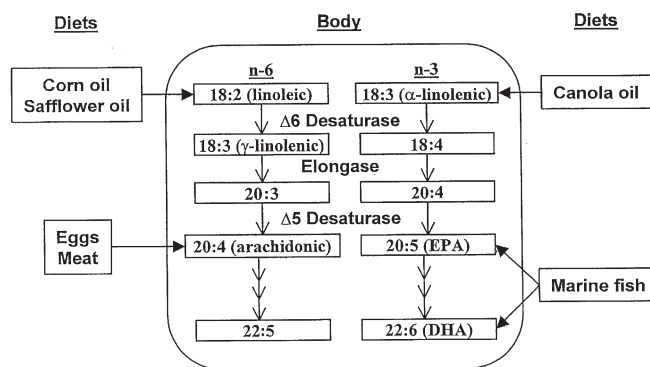 Diets
Body
Diets
n-6
n-3
Corn oil
Safflower oil
18:2 (linoleic)
18:3 (α-linolenic)
Canola oil
Δ6 Desaturase
18:3 (γ-linolenic)
18:4
Elongase
20:3
20:4
Δ5 Desaturase
Eggs
Meat
20:4 (arachidonic)
20:5 (EPA)
Marine fish
22:5
22:6 (DHA)